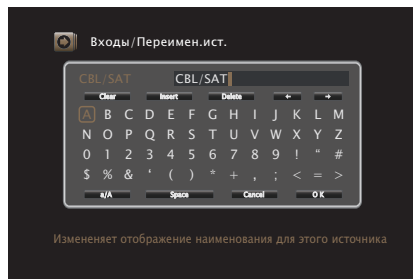 Входы/Переимен.ист.
CBL/SAT CBL/SAT
Clear Insert Delete ← →
A B C D E F G H I J K L M
N O P Q R S T U V W X Y Z
0 1 2 3 4 5 6 7 8 9 ! “ #
$ % & ‘ ( ) * + , ; < = >
a/A Space Cancel OK
Измененяет отображение наименования для этого источника